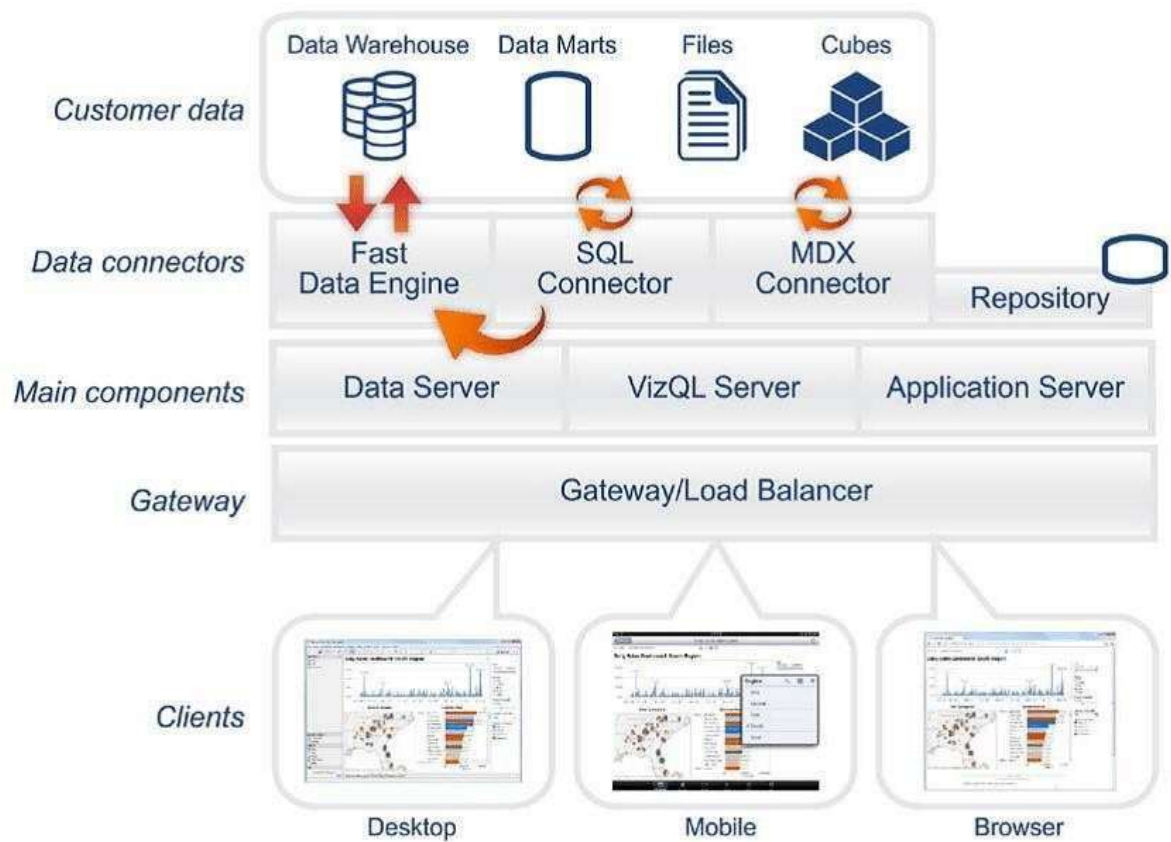 Data Warehouse
Data Marts
Files
Cubes
Customer data
Data connectors
Fast
Data Engine
SQL
Connector
MDX
Connector
Repository
Main components
Data Server
VizQL Server
Application Server
Gateway
Gateway/Load Balancer
Clients
Desktop
Mobile
Browser